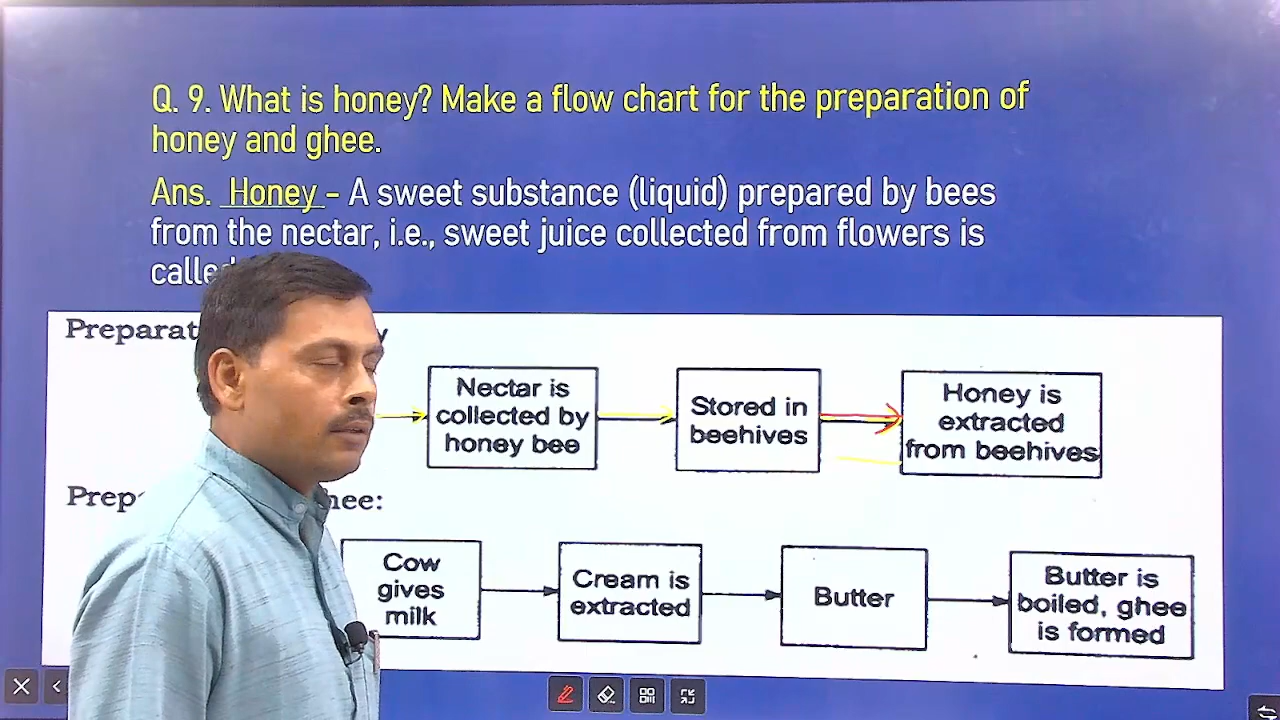 Q. 9. What is honey? Make a flow chart for the preparation of
honey and ghee.
Ans. Honey - A sweet substance (liquid) prepared by bees
from the nectar, i.e., sweet juice collected from flowers is
Nectar is
collected by
honey bee
Stored in
beehives
Honey is
extracted
from beehives
Cow
gives
milk
Cream is
extracted
Butter
Butter is
boiled, ghee
is formed